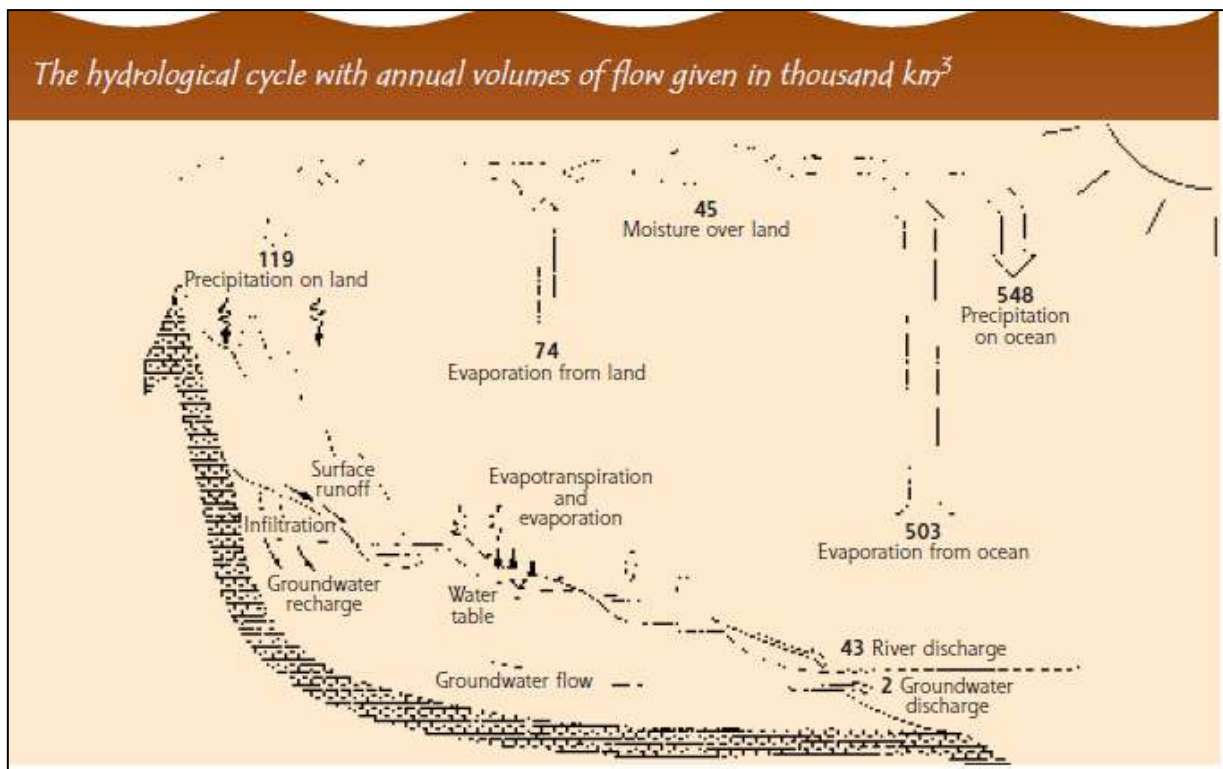 The hydrological cycle with annual volumes of flow given in thousand km³
45
Moisture over land
119
Precipitation on land
548
Precipitation
on ocean
74
Evaporation from land
Surface
runoff
Evapotranspiration
and
evaporation
Infiltration
503
Evaporation from ocean
Groundwater
recharge
Water
table
43 River discharge
Groundwater flow
2 Groundwater
discharge